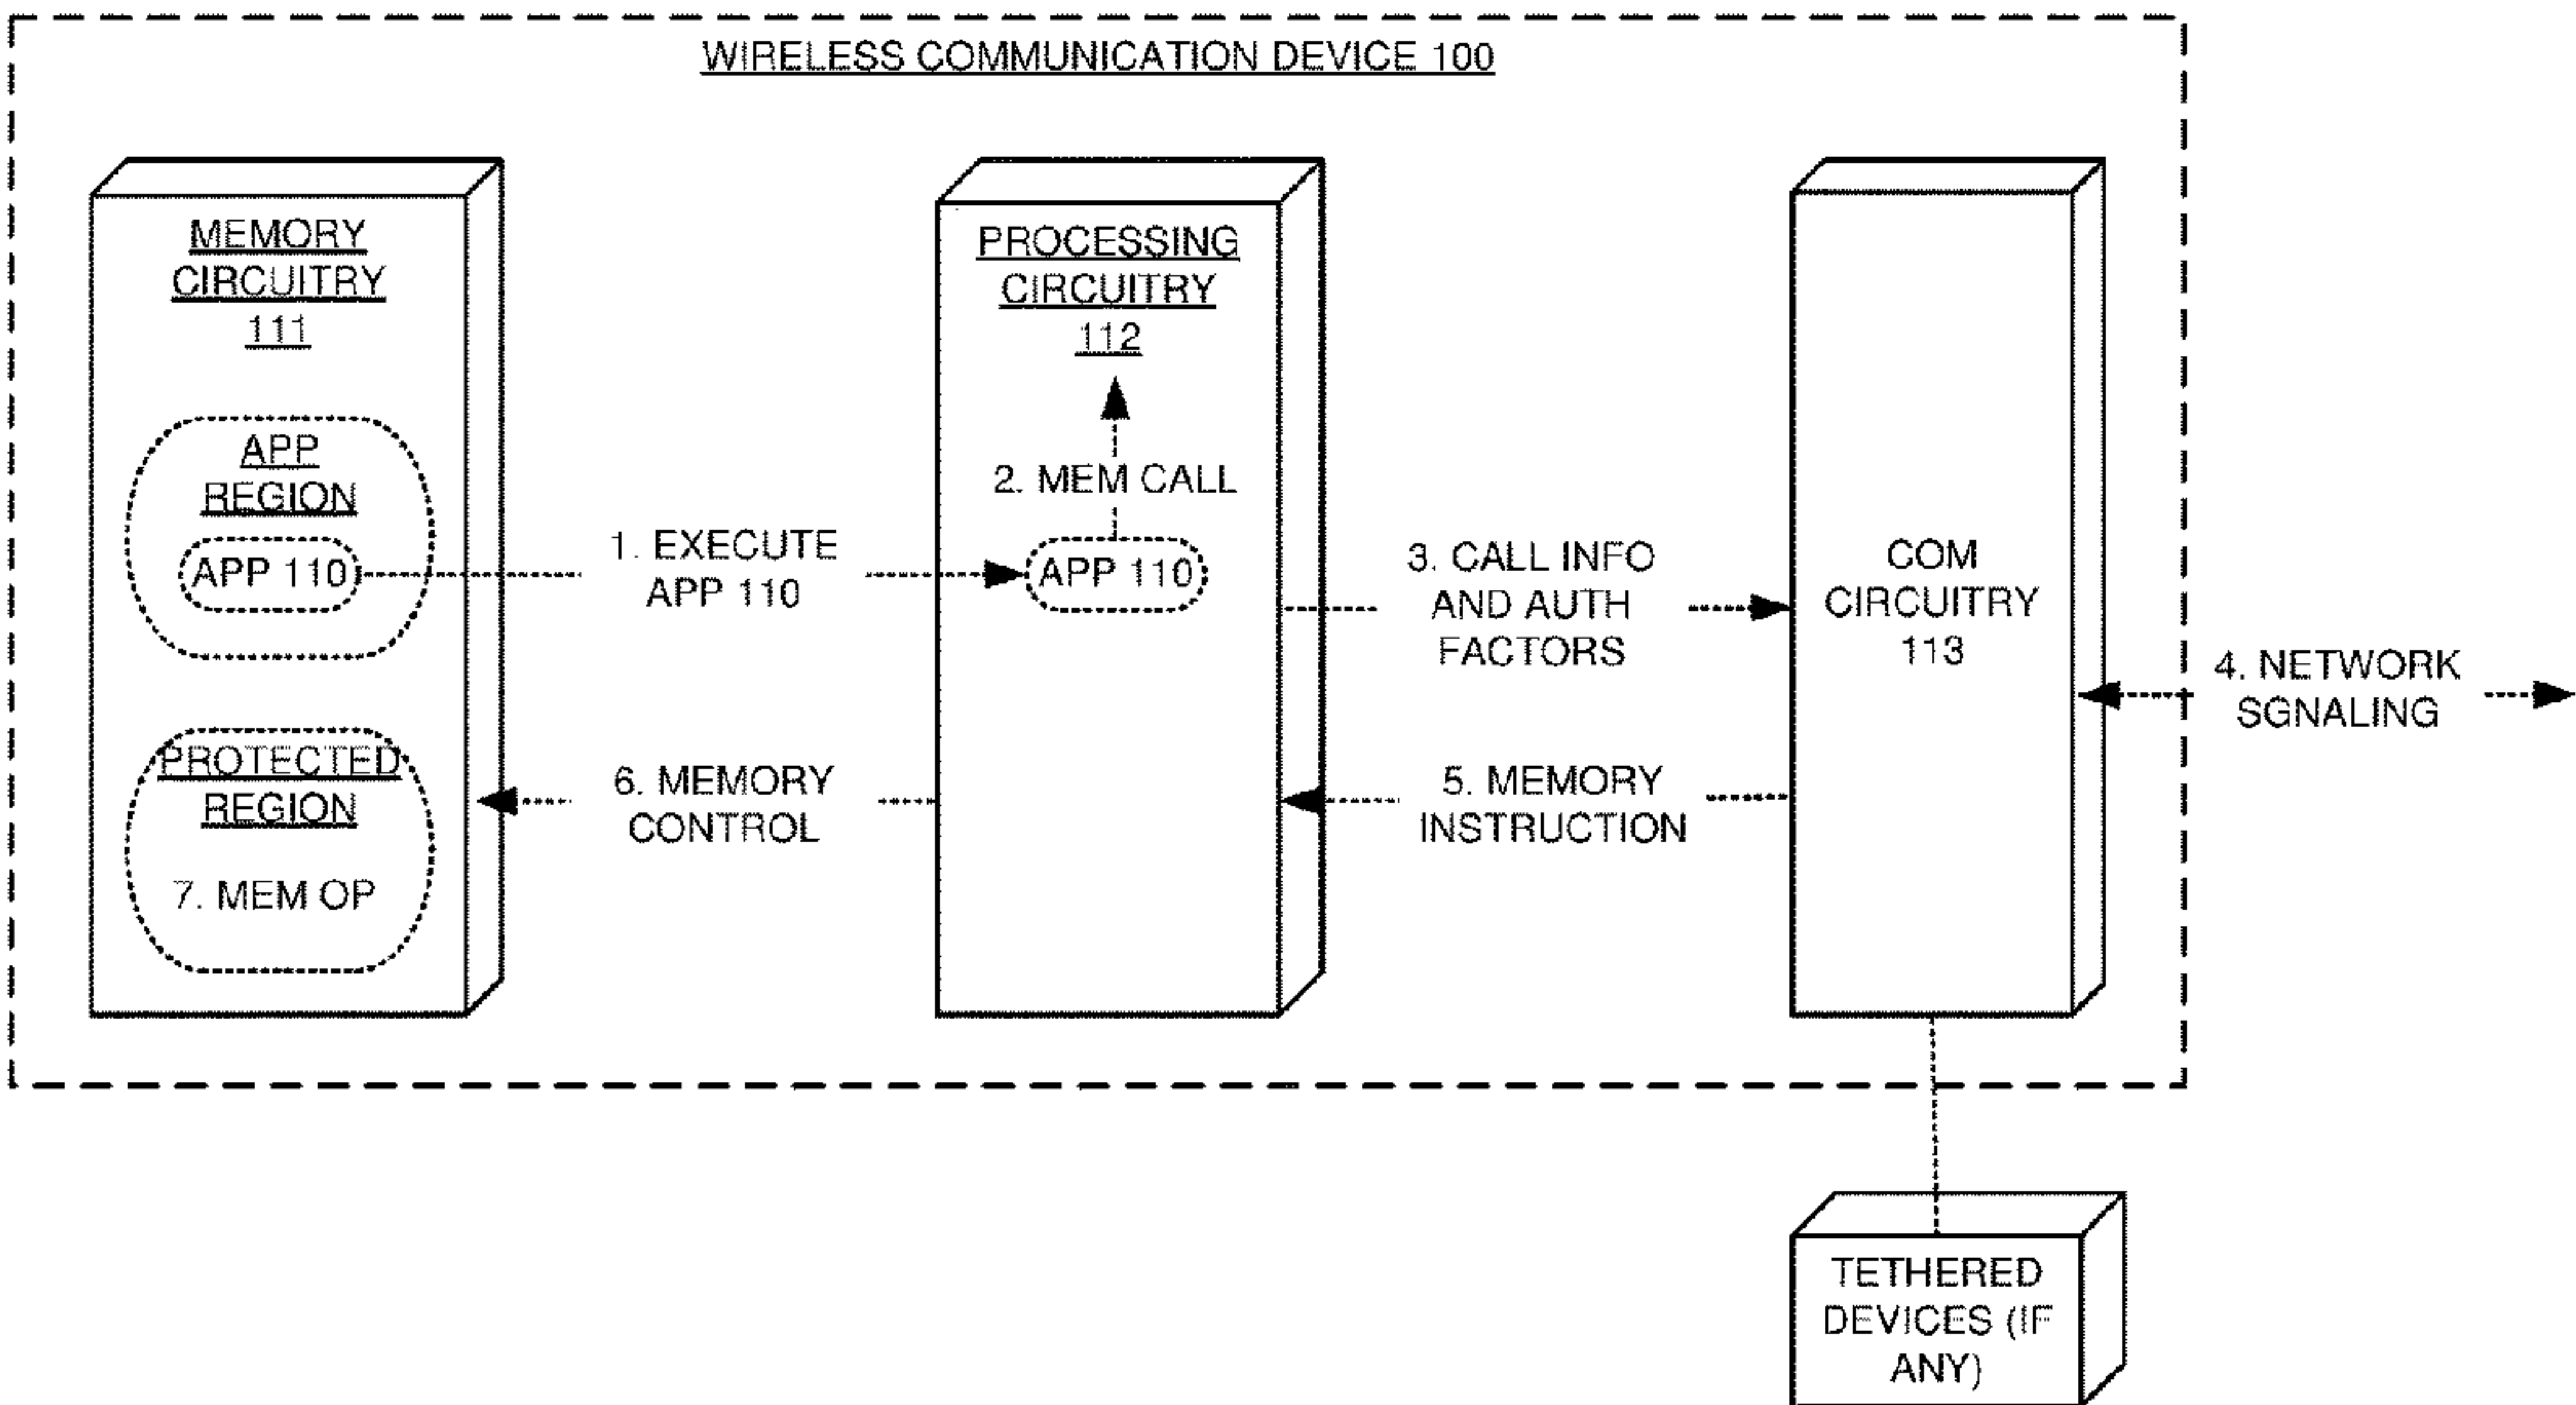 WIRELESS COMMUNICATION DEVICE 100
MEMORY
CIRCUITRY
111
APP
REGION
APP 110
PROTECTED
REGION
7. MEM OP
1. EXECUTE
APP 110
6. MEMORY
CONTROL
PROCESSING
CIRCUITRY
112
2. MEM CALL
APP 110
3. CALL INFO
AND AUTH
FACTORS
5. MEMORY
INSTRUCTION
COM
CIRCUITRY
113
4. NETWORK
SGNALING
TETHERED
DEVICES (IF
ANY)